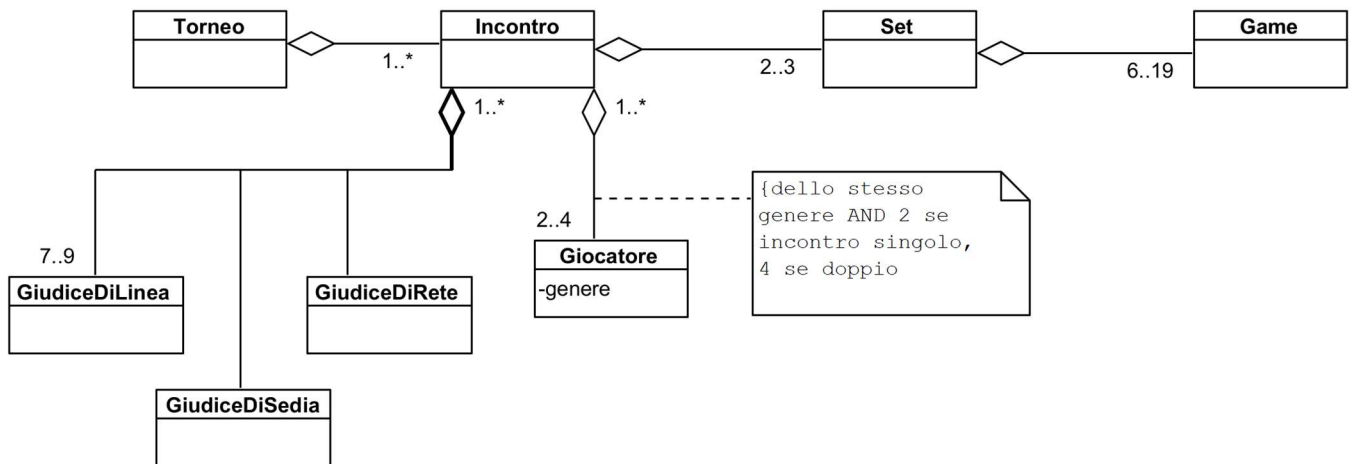 Torneo
Incontro
Set
Game
1..*
2..3
6..19
1..*
1..*
{dello stesso
genere AND 2 se
incontro singolo,
4 se doppio
2..4
7..9
Giocatore
-genere
GiudiceDiLinea
GiudiceDiRete
GiudiceDiSedia